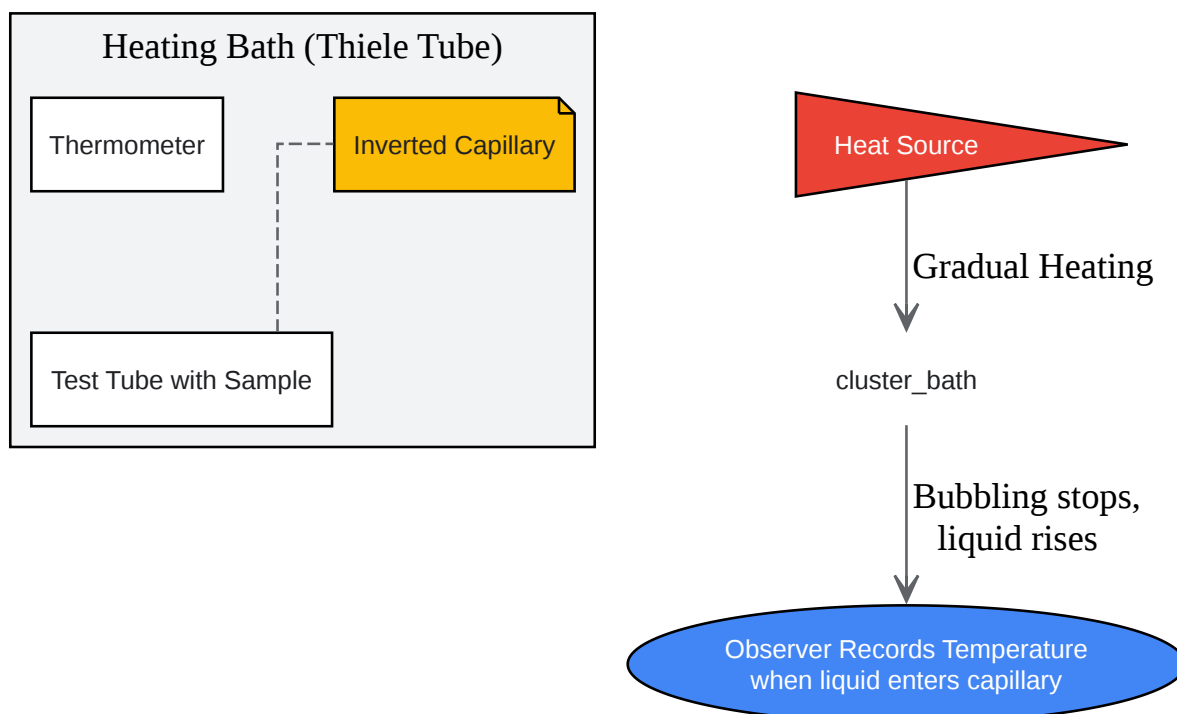 Heating Bath (Thiele Tube)
Thermometer
Inverted Capillary
Test Tube with Sample
Heat Source
Gradual Heating
cluster_bath
Bubbling stops,
liquid rises
Observer Records Temperature
when liquid enters capillary